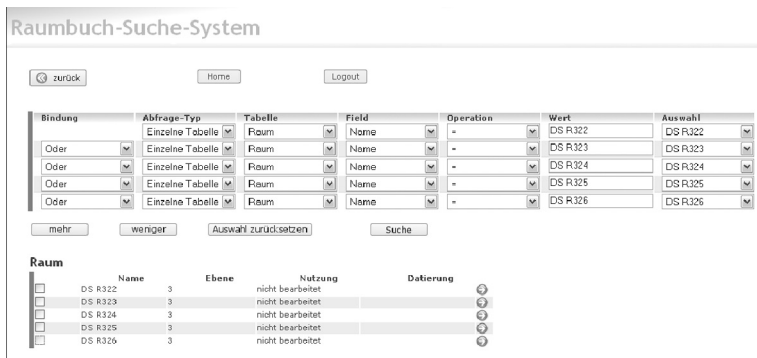 Raumbuch-Suche-System
zurück Home Logout
Bindung Abfrage-Typ Tabelle Field Operation Wert Auswahl
Einzelne Tabelle Raum Name = DS R322 DS R322
Oder Einzelne Tabelle Raum Name = DS R323 DS R323
Oder Einzelne Tabelle Raum Name = DS R324 DS R324
Oder Einzelne Tabelle Raum Name = DS R325 DS R325
Oder Einzelne Tabelle Raum Name = DS R326 DS R326
mehr weniger Auswahl zurücksetzen Suche
Raum
Name Ebene Nutzung Datierung
DS R322 3 nicht bearbeitet
DS R323 3 nicht bearbeitet
DS R324 3 nicht bearbeitet
DS R325 3 nicht bearbeitet
DS R326 3 nicht bearbeitet